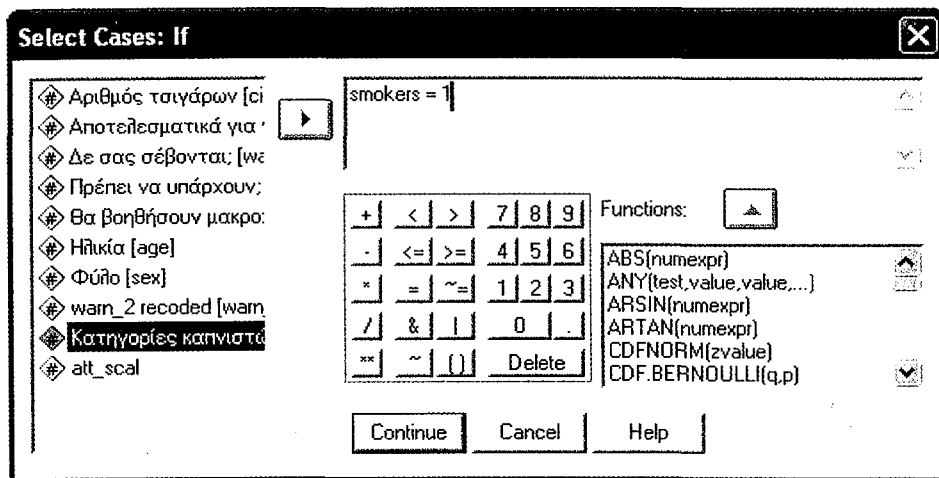 Select Cases: If
Αριθμός τσιγάρων [ci
Αποτελεσματικά για
Δε σας σέβονται; [wa
Πρέπει να υπάρχουν;
Θα βοηθήσουν μακρο:
Ηλικία [age]
Φύλο [sex]
warn_2 recoded [warn_
Κατηγορίες καπνιστώ
att_scal
smokers = 1
+ < > 7 8 9
- <= >= 4 5 6
* = ~= 1 2 3
/ & | 0 .
** ~ () Delete
Functions:
ABS(numexpr)
ANY(test,value,value,...)
ARSIN(numexpr)
ARTAN(numexpr)
CDFNORM(zvalue)
CDF.BERNOULLI(q,p)
Continue Cancel Help